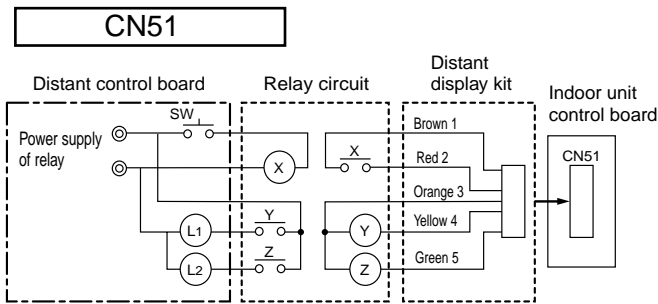 CN51
Distant control board
Relay circuit
Distant
display kit
Indoor unit
control board
SW
Power supply
of relay
X
X
Brown 1
Red 2
Orange 3
Yellow 4
Green 5
CN51
L1
Y
Y
L2
Z
Z